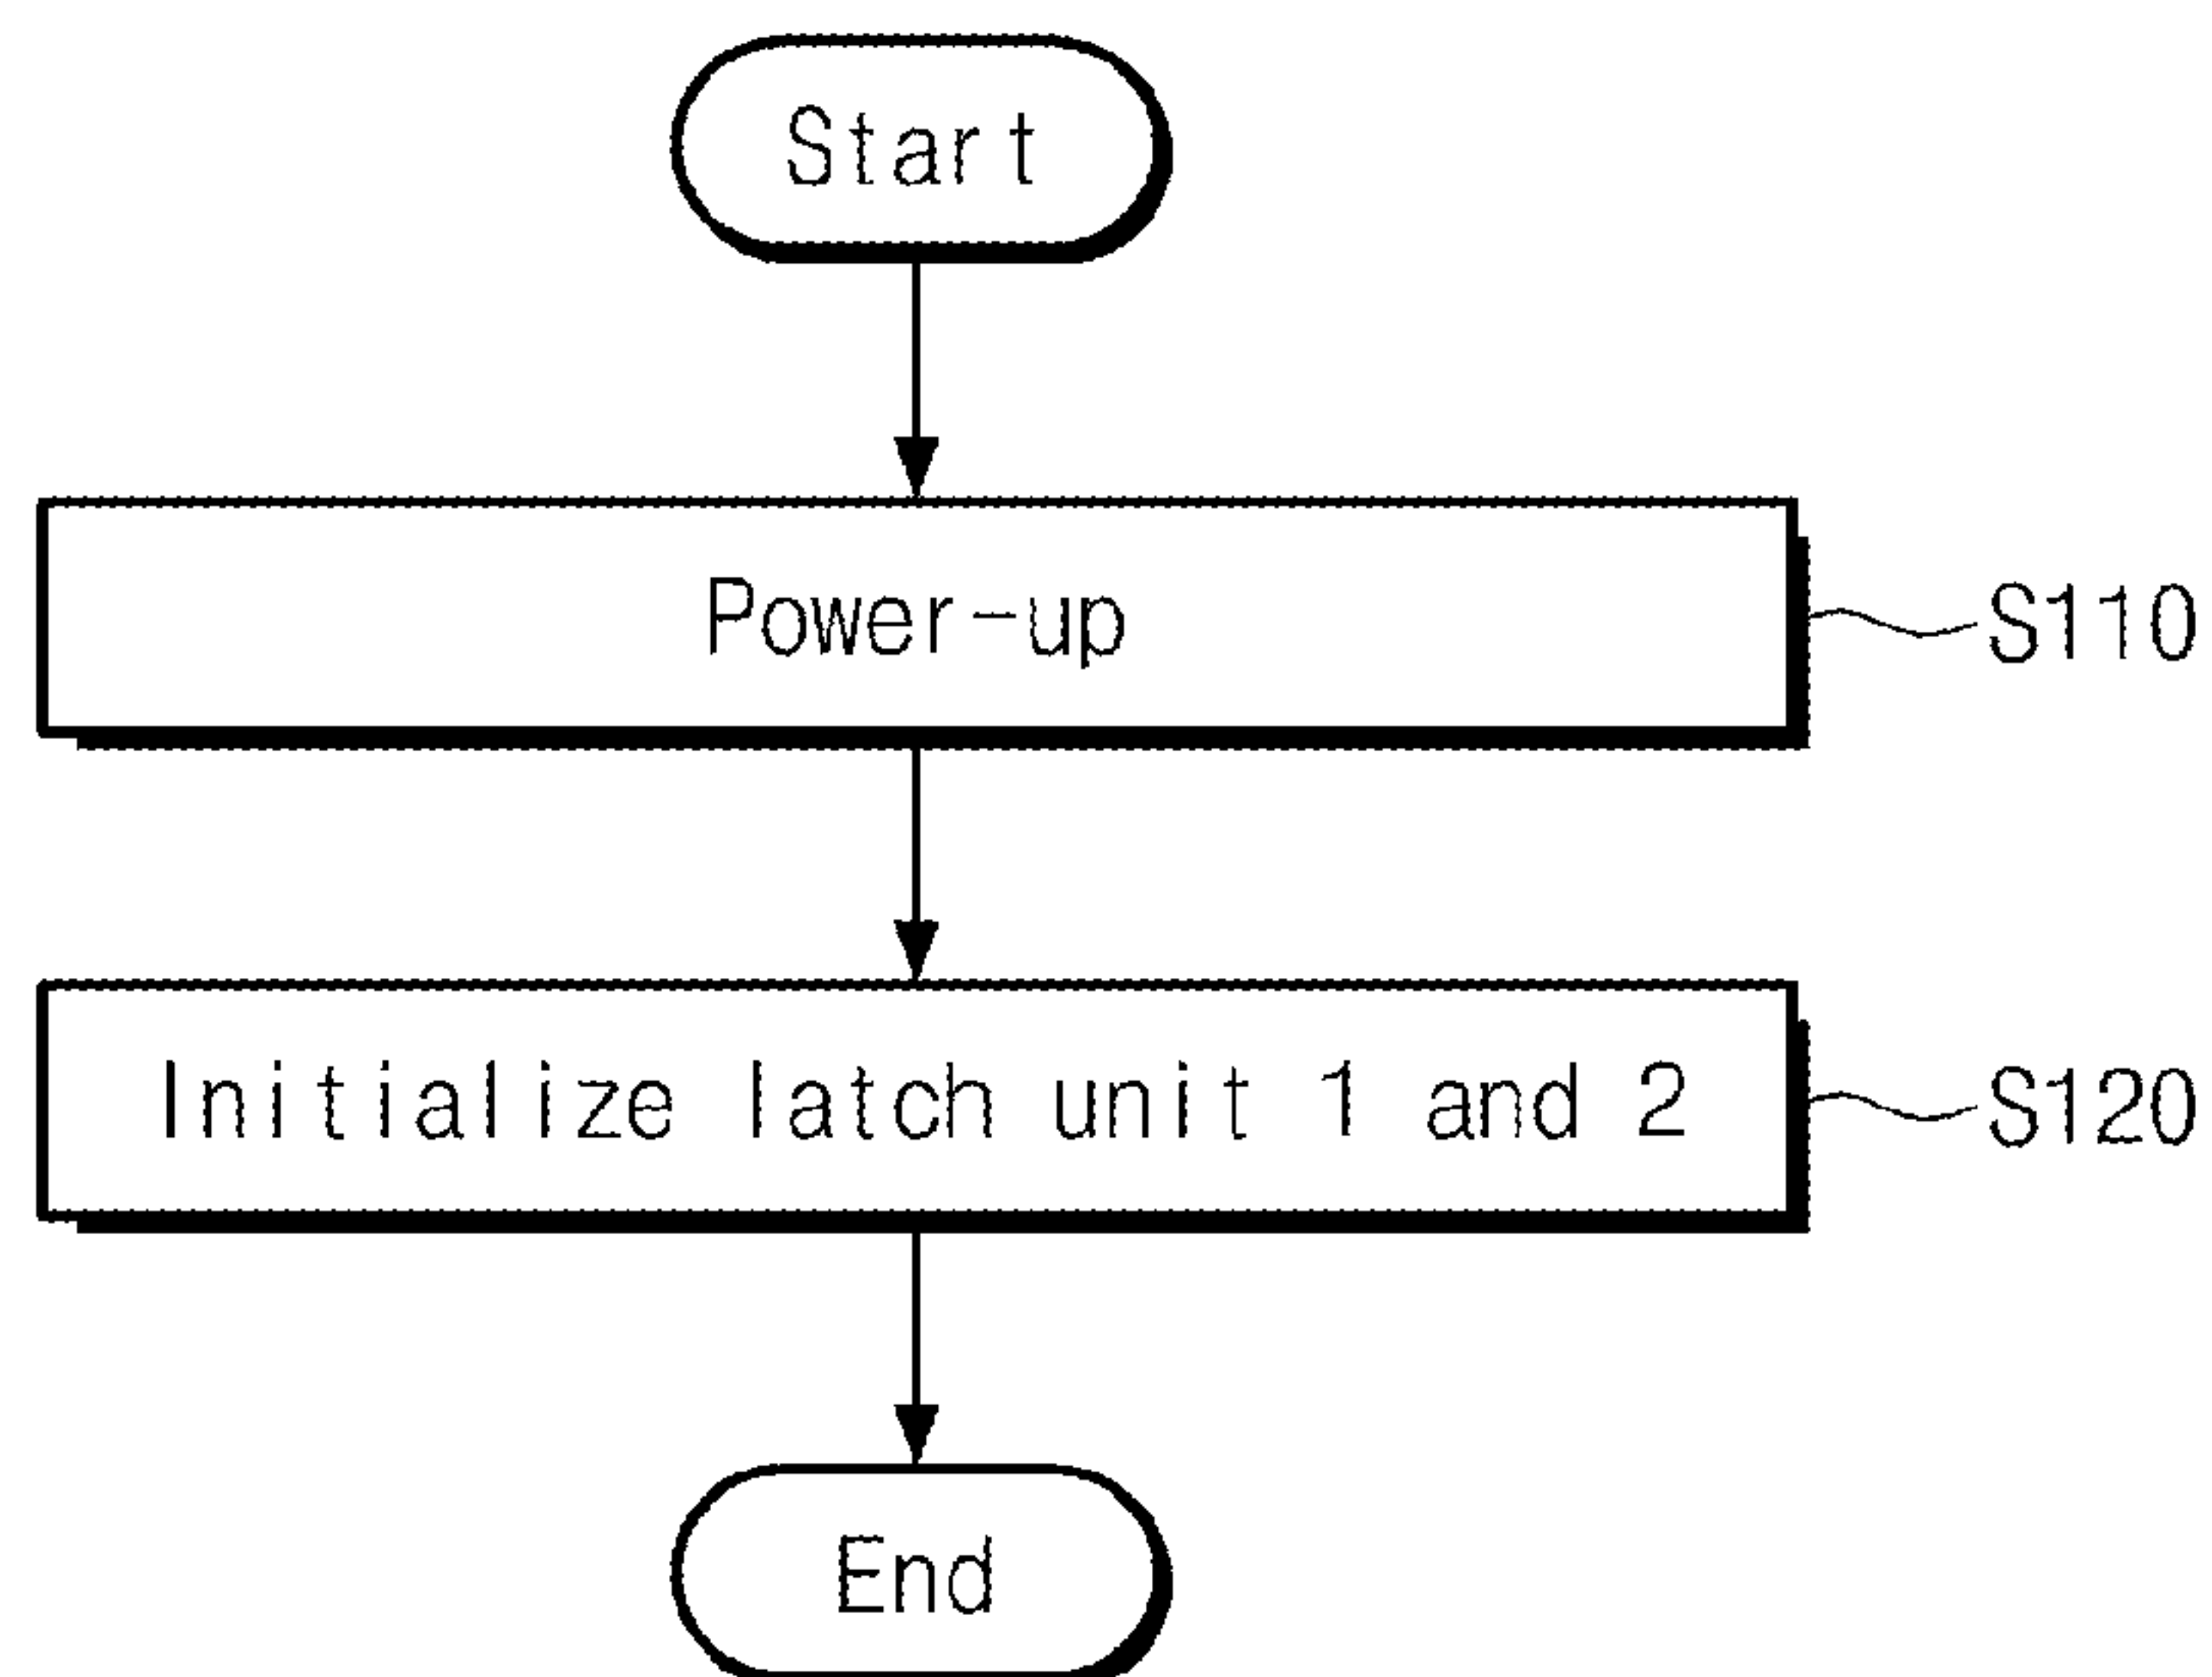 Start
Power-up
S110
Initialize latch unit 1 and 2
S120
End